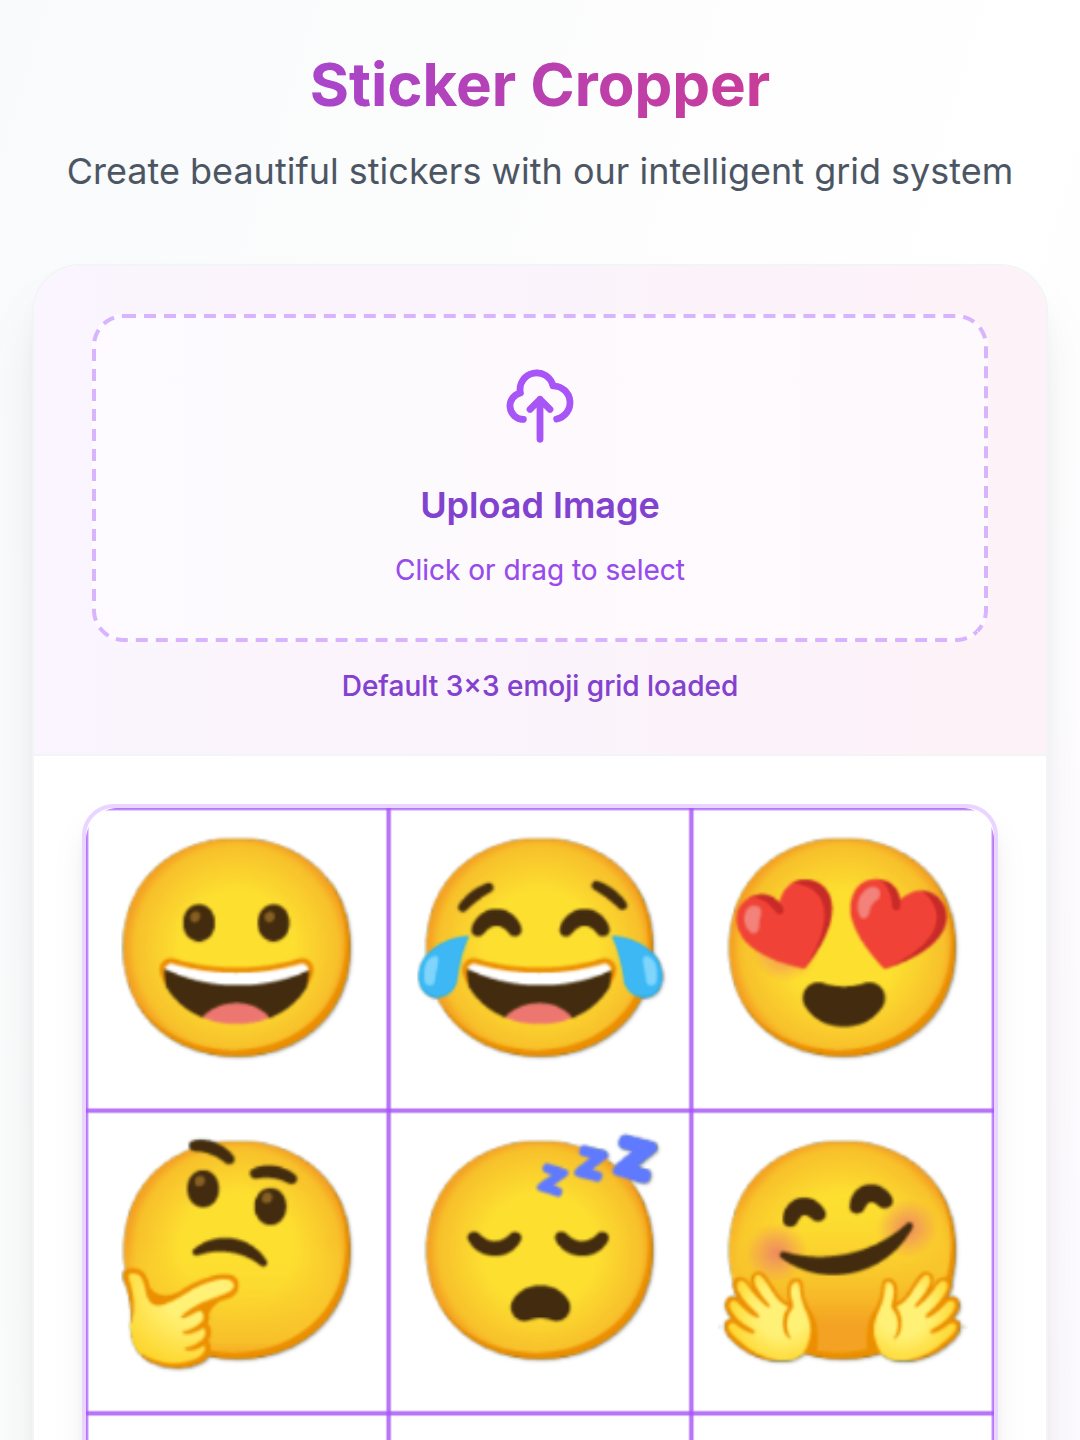 Sticker Cropper
Create beautiful stickers with our intelligent grid system
Upload Image
Click or drag to select
Default 3×3 emoji grid loaded